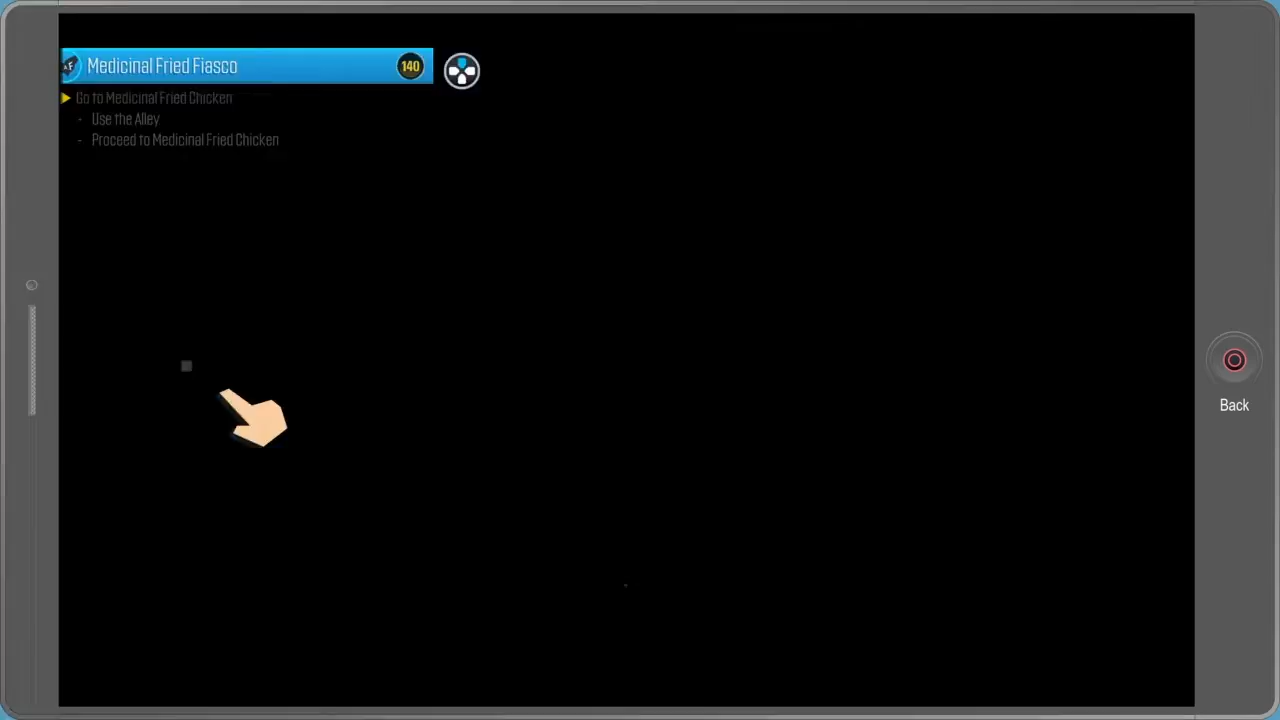 Medicinal Fried Fiasco 140
Go to Medicinal Fried Chicken
- Use the Alley
- Proceed to Medicinal Fried Chicken
Back